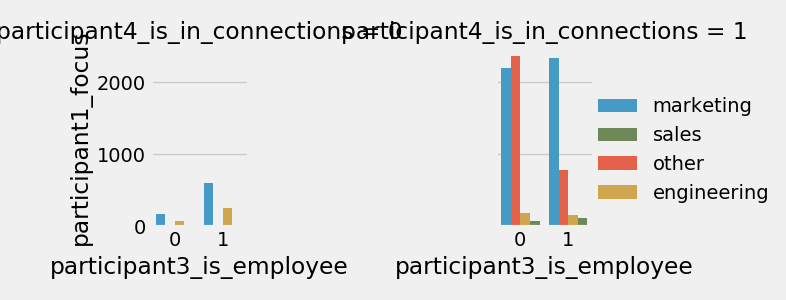 participant4_is_in_connections = 0
participant4_is_in_connections = 1
participant1_focus
2000
1000
0
0 1
0 1
participant3_is_employee
participant3_is_employee
marketing
sales
other
engineering